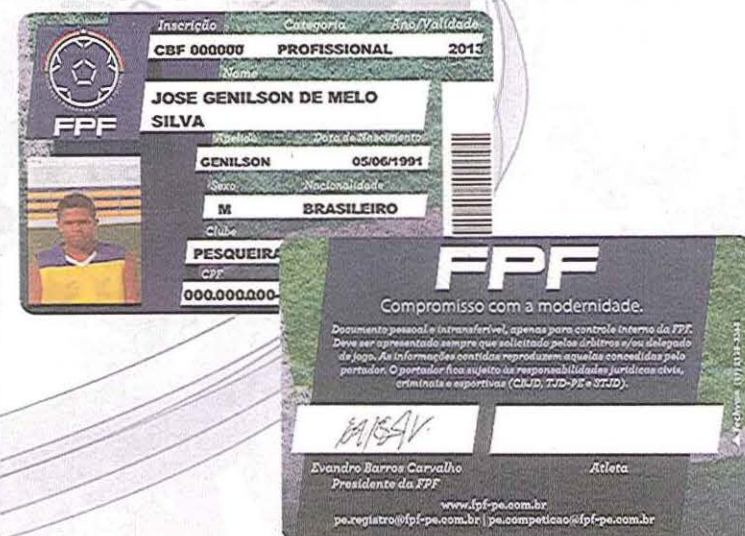 Inscrição Categoria Ano/Validade
CBF 000000 PROFISSIONAL 2013
Nome
JOSE GENILSON DE MELO
SILVA
FPF
Apelido Data de Nascimento
GENILSON 05/06/1991
Sexo Nacionalidade
M BRASILEIRO
Clube
PESQUEIRA
CPF
000.000.000-
FPF
Compromisso com a modernidade.
Documento pessoal e intransferível, apenas para controle interno da FPF.
Deve ser apresentado sempre que solicitado pelos árbitros e/ou delegado
de jogo. As informações contidas reproduzem aquelas concedidas pelo
portador. O portador fica sujeito às responsabilidades jurídicas civis,
criminais e esportivas (CBJD, TJD-PE e STJD).
Evandro Barros Carvalho Atleta
Presidente da FPF
www.fpf-pe.com.br
pe.registro@fpf-pe.com.br | pe.competicao@fpf-pe.com.br